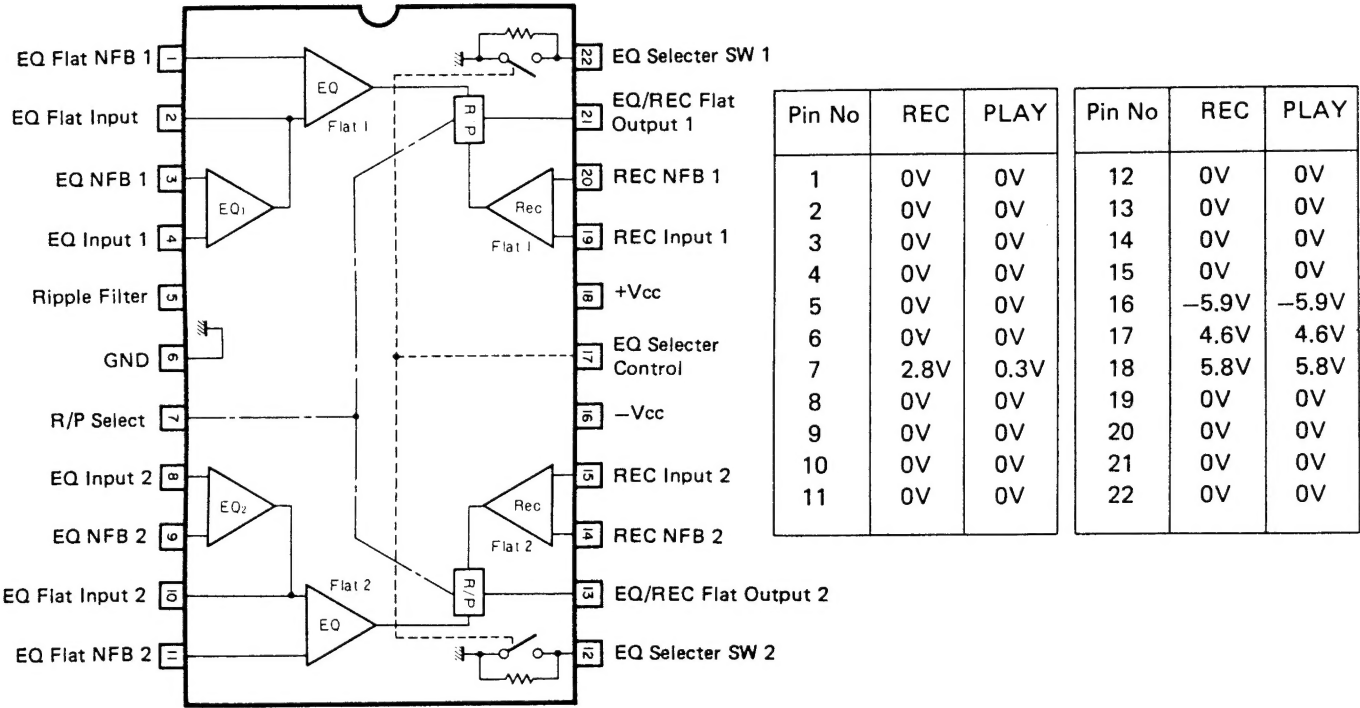 EQ Flat NFB 1 1
EQ Flat Input 2
EQ NFB 1 3
EQ Input 1 4
Ripple Filter 5
GND 6
R/P Select 7
EQ Input 2 8
EQ NFB 2 9
EQ Flat Input 2 10
EQ Flat NFB 2 11
EQ
Flat 1
EQ1
R P
Rec
Flat 1
EQ2
Flat 2
EQ
Rec
Flat 2
R/P
22 EQ Selecter SW 1
21 EQ/REC Flat
Output 1
20 REC NFB 1
19 REC Input 1
18 +Vcc
17 EQ Selecter
Control
16 –Vcc
15 REC Input 2
14 REC NFB 2
13 EQ/REC Flat Output 2
12 EQ Selecter SW 2
Pin No REC PLAY
1 0V 0V
2 0V 0V
3 0V 0V
4 0V 0V
5 0V 0V
6 0V 0V
7 2.8V 0.3V
8 0V 0V
9 0V 0V
10 0V 0V
11 0V 0V
Pin No REC PLAY
12 0V 0V
13 0V 0V
14 0V 0V
15 0V 0V
16 –5.9V –5.9V
17 4.6V 4.6V
18 5.8V 5.8V
19 0V 0V
20 0V 0V
21 0V 0V
22 0V 0V